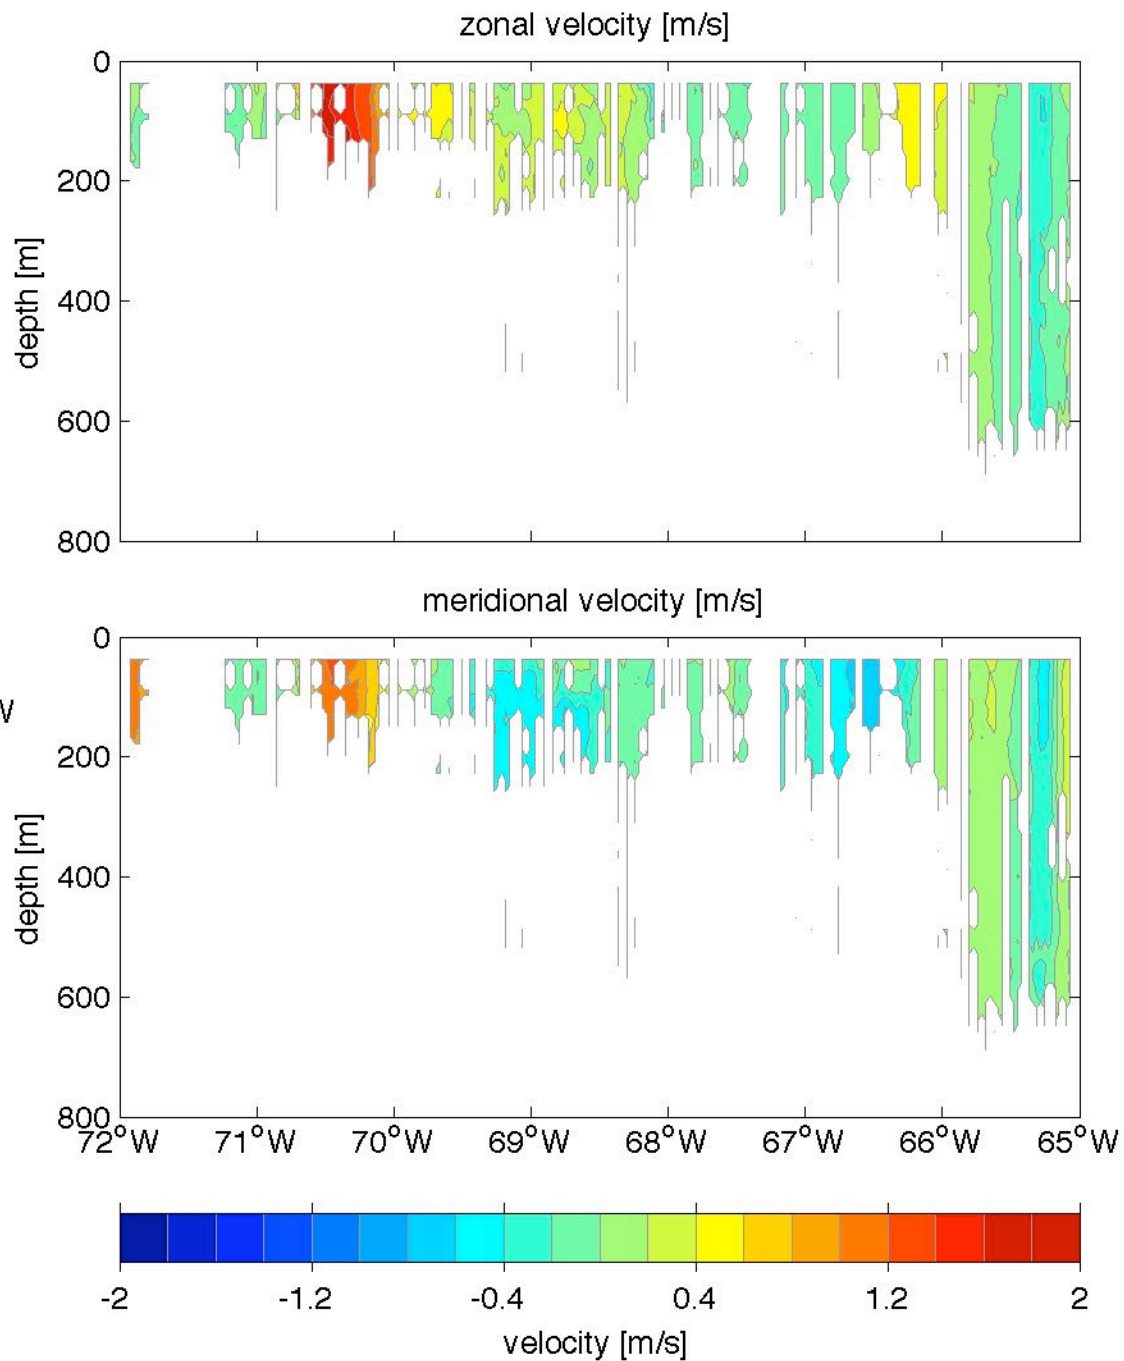 zonal velocity [m/s]
0
200
400
600
800
depth [m]
meridional velocity [m/s]
0
200
400
600
800
depth [m]
W
72°W 71°W 70°W 69°W 68°W 67°W 66°W 65°W
-2 -1.2 -0.4 0.4 1.2 2
velocity [m/s]